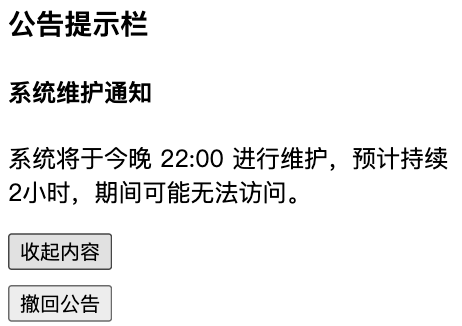 公告提示栏
系统维护通知
系统将于今晚 22:00 进行维护，预计持续
2小时，期间可能无法访问。
收起内容
撤回公告